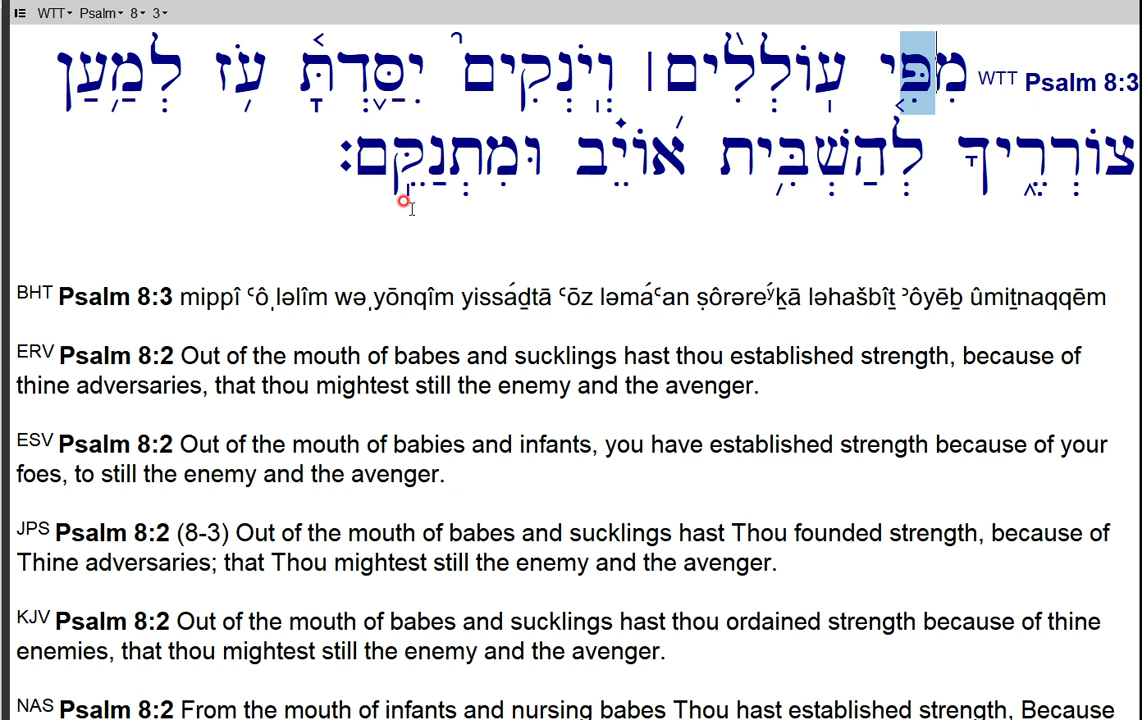 WTT Psalm 8 3
WTT Psalm 8:3 מִפִּ֤י עֽוֹלְלִ֨ים׀ וְֽיֹנְקִים֮ יִסַּ֪דְתָּ֫ עֹ֥ז לְמַ֥עַן
צוֹרְרֶ֑יךָ לְהַשְׁבִּ֥ית א֝וֹיֵ֗ב וּמִתְנַקֵּֽם׃
BHT Psalm 8:3 mippî ʿôˌləlîm wəˌyōnqîm yissáḏtā ʿōz ləmáʿan ṣôrəreʸ́ḵā ləhašbîṯ ʾôyēḇ ûmiṯnaqqēm
ERV Psalm 8:2 Out of the mouth of babes and sucklings hast thou established strength, because of
thine adversaries, that thou mightest still the enemy and the avenger.
ESV Psalm 8:2 Out of the mouth of babies and infants, you have established strength because of your
foes, to still the enemy and the avenger.
JPS Psalm 8:2 (8-3) Out of the mouth of babes and sucklings hast Thou founded strength, because of
Thine adversaries; that Thou mightest still the enemy and the avenger.
KJV Psalm 8:2 Out of the mouth of babes and sucklings hast thou ordained strength because of thine
enemies, that thou mightest still the enemy and the avenger.
NAS Psalm 8:2 From the mouth of infants and nursing babes Thou hast established strength, Because